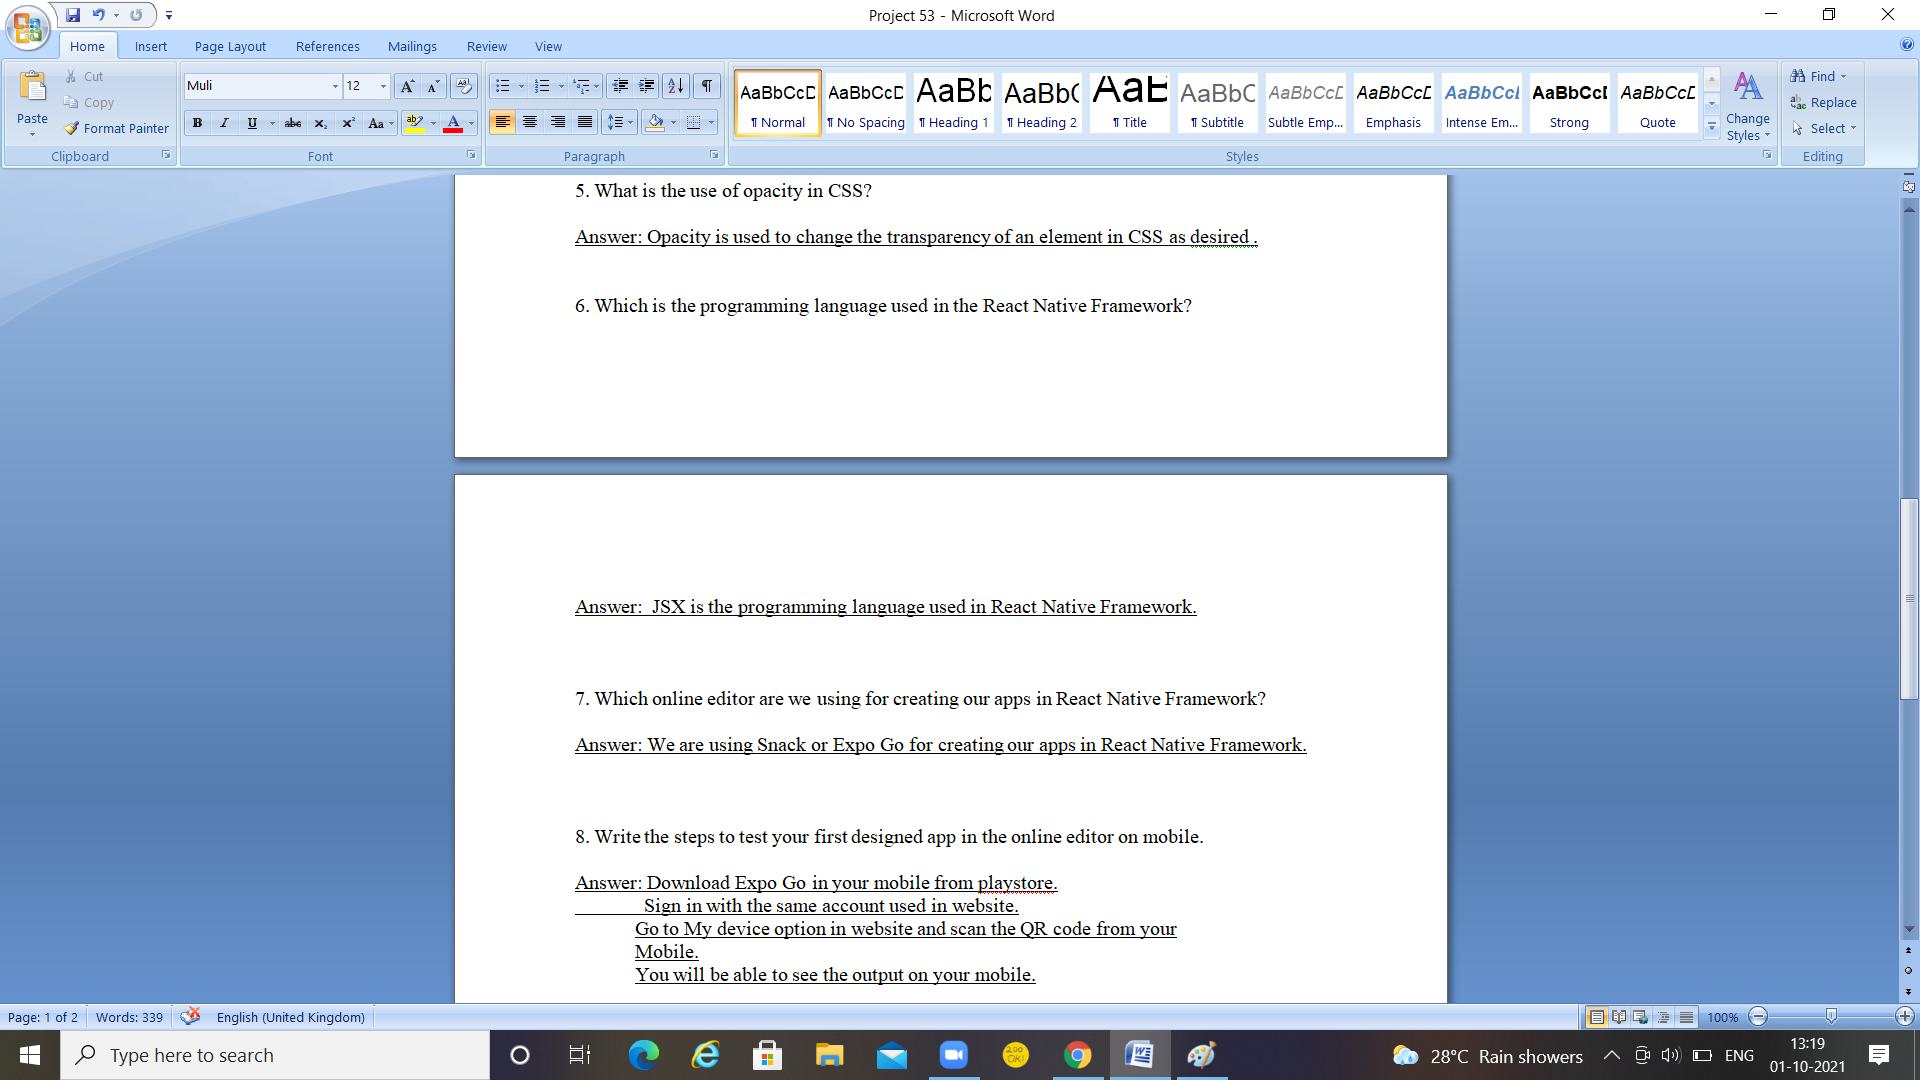 Project 53 - Microsoft Word
Home Insert Page Layout References Mailings Review View
Paste
Cut
Copy
Format Painter
Clipboard
Muli 12
B I U abc x₂ x² Aa ab A
Font
Paragraph
AaBbCcD AaBbCcD AaBb AaBbC AaB AaBbC AaBbCcD AaBbCcD AaBbCcI AaBbCcI AaBbCcD
¶ Normal ¶ No Spacing ¶ Heading 1 ¶ Heading 2 ¶ Title ¶ Subtitle Subtle Emp... Emphasis Intense Em... Strong Quote
Change Styles
Styles
Find
Replace
Select
Editing
5. What is the use of opacity in CSS?
Answer: Opacity is used to change the transparency of an element in CSS as desired .
6. Which is the programming language used in the React Native Framework?
Answer:  JSX is the programming language used in React Native Framework.
7. Which online editor are we using for creating our apps in React Native Framework?
Answer: We are using Snack or Expo Go for creating our apps in React Native Framework.
8. Write the steps to test your first designed app in the online editor on mobile.
Answer: Download Expo Go in your mobile from playstore.
Sign in with the same account used in website.
Go to My device option in website and scan the QR code from your
Mobile.
You will be able to see the output on your mobile.
Page: 1 of 2 Words: 339 English (United Kingdom) 100%
Type here to search
28°C Rain showers ENG
13:19
01-10-2021